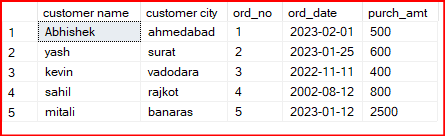 customer name customer city ord_no ord_date purch_amt
1 Abhishek ahmedabad 1 2023-02-01 500
2 yash surat 2 2023-01-25 600
3 kevin vadodara 3 2022-11-11 400
4 sahil rajkot 4 2002-08-12 800
5 mitali banaras 5 2023-01-12 2500